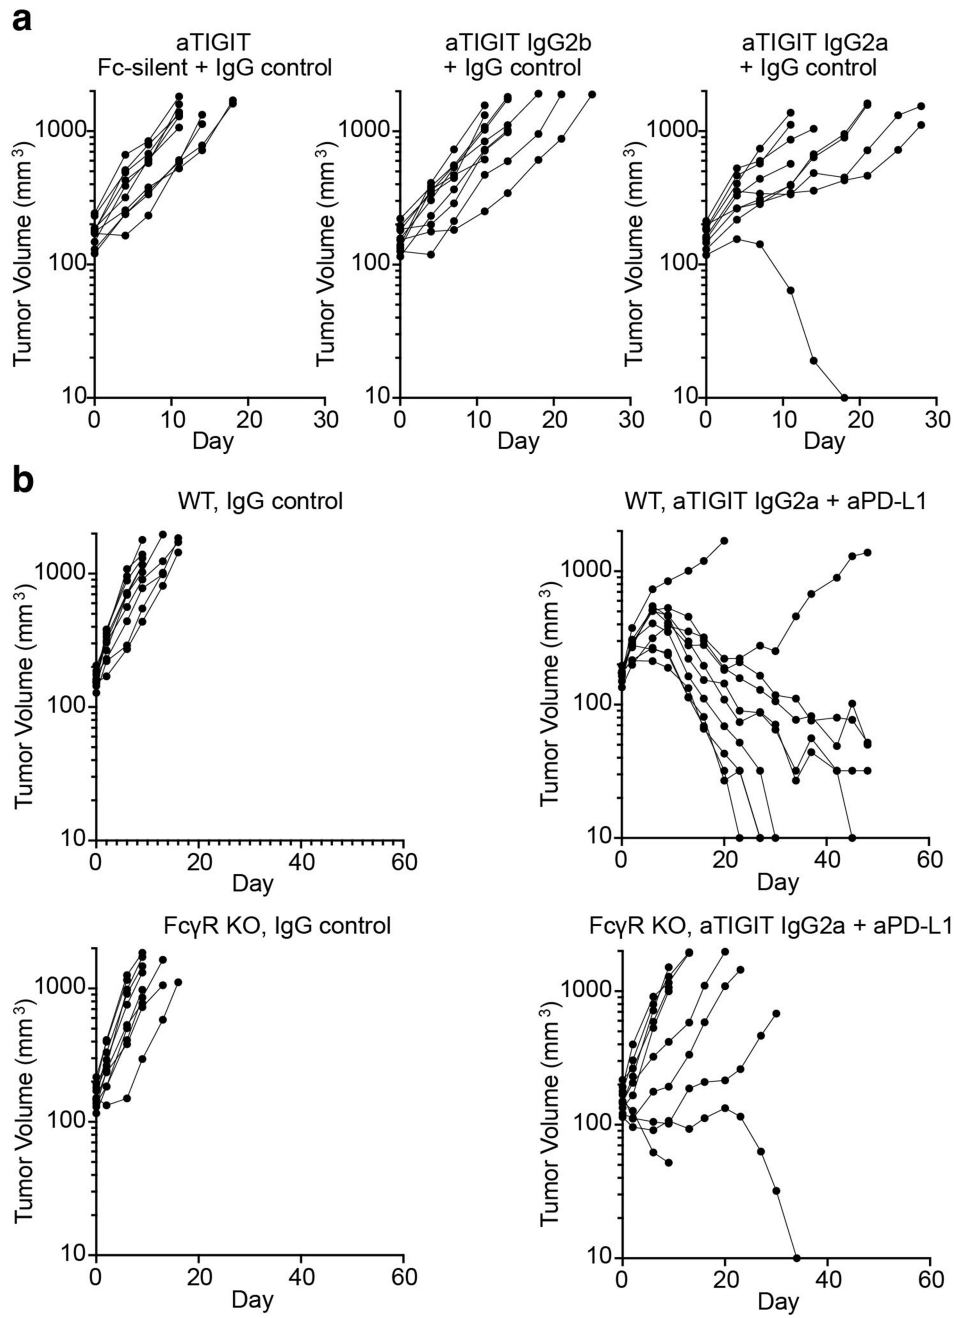 a
aTIGIT
Fc-silent + IgG control
aTIGIT IgG2b
+ IgG control
aTIGIT IgG2a
+ IgG control
Tumor Volume (mm³)
1000
100
10
0 10 20 30
Day
Tumor Volume (mm³)
1000
100
10
0 10 20 30
Day
Tumor Volume (mm³)
1000
100
10
0 10 20 30
Day
b
WT, IgG control
Tumor Volume (mm³)
1000
100
10
0 20 40 60
Day
WT, aTIGIT IgG2a + aPD-L1
Tumor Volume (mm³)
1000
100
10
0 20 40 60
Day
FcγR KO, IgG control
Tumor Volume (mm³)
1000
100
10
0 20 40 60
Day
FcγR KO, aTIGIT IgG2a + aPD-L1
Tumor Volume (mm³)
1000
100
10
0 20 40 60
Day